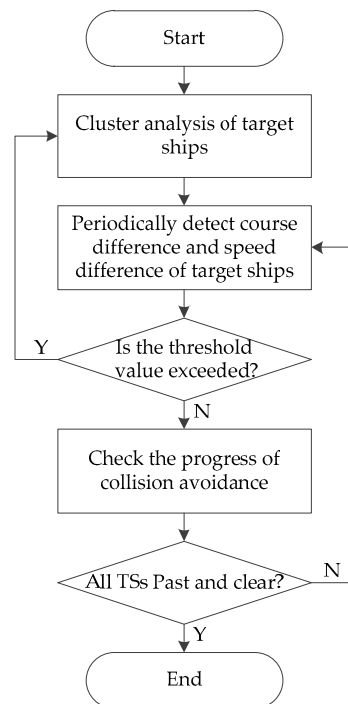 Start
Cluster analysis of target
ships
Periodically detect course
difference and speed
difference of target ships
Y
Is the threshold
value exceeded?
N
Check the progress of
collision avoidance
All TSs Past and clear?
N
Y
End